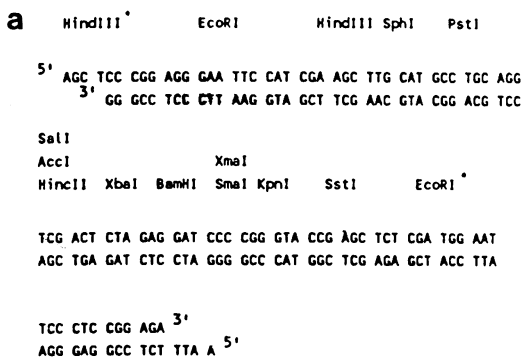 a
HindIII* EcoRI HindIII SphI PstI
5' AGC TCC CGG AGG GAA TTC CAT CGA AGC TTG CAT GCC TGC AGG
3' GG GCC TCC CTT AAG GTA GCT TCG AAC GTA CGG ACG TCC
SalI
AccI XmaI
HincII XbaI BamHI SmaI KpnI SstI EcoRI*
TCG ACT CTA GAG GAT CCC CGG GTA CCG AGC TCT CGA TGG AAT
AGC TGA GAT CTC CTA GGG GCC CAT GGC TCG AGA GCT ACC TTA
TCC CTC CGG AGA 3'
AGG GAG GCC TCT TTA A 5'